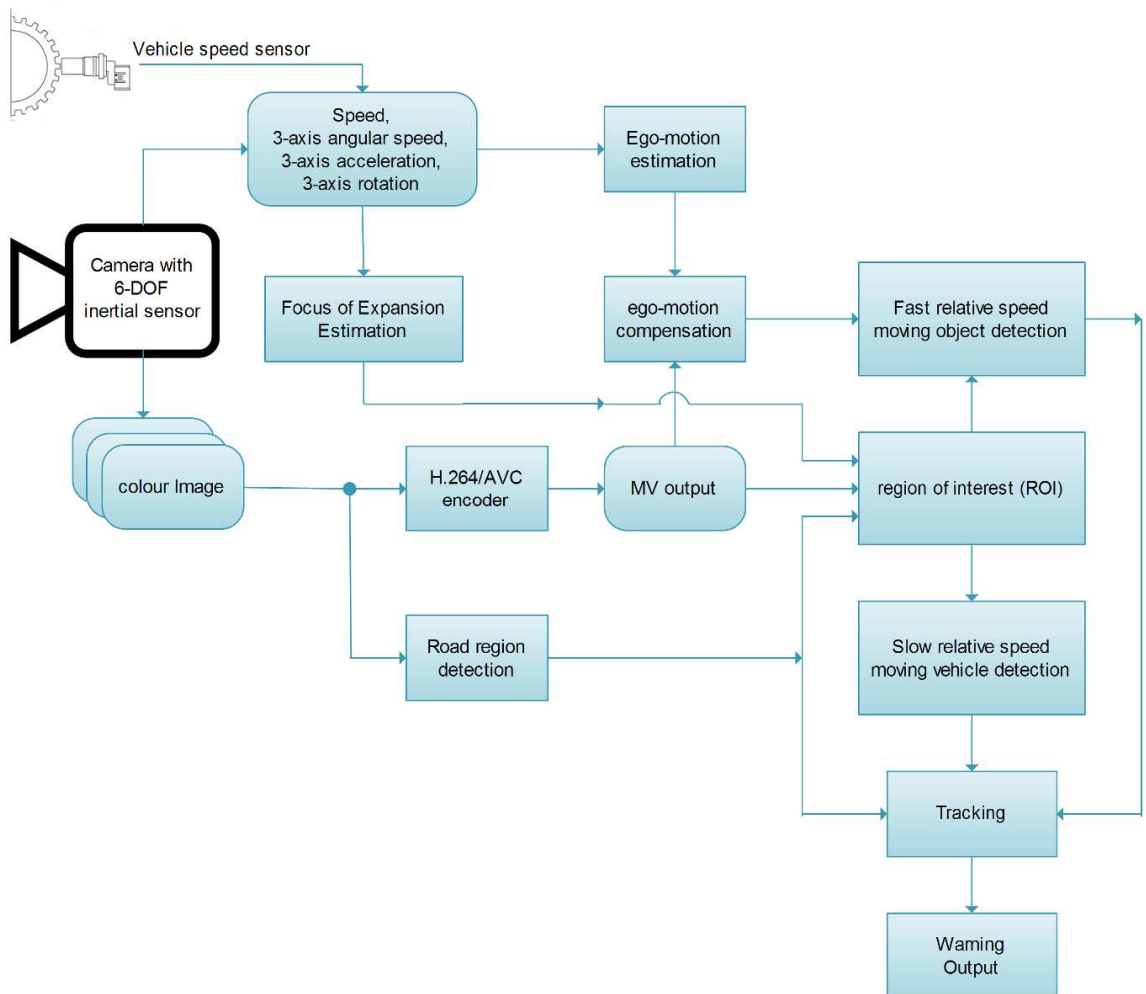 Vehicle speed sensor
Speed,
3-axis angular speed,
3-axis acceleration,
3-axis rotation
Ego-motion
estimation
Camera with
6-DOF
inertial sensor
Focus of Expansion
Estimation
ego-motion
compensation
Fast relative speed
moving object detection
colour Image
H.264/AVC
encoder
MV output
region of interest (ROI)
Road region
detection
Slow relative speed
moving vehicle detection
Tracking
Warning
Output